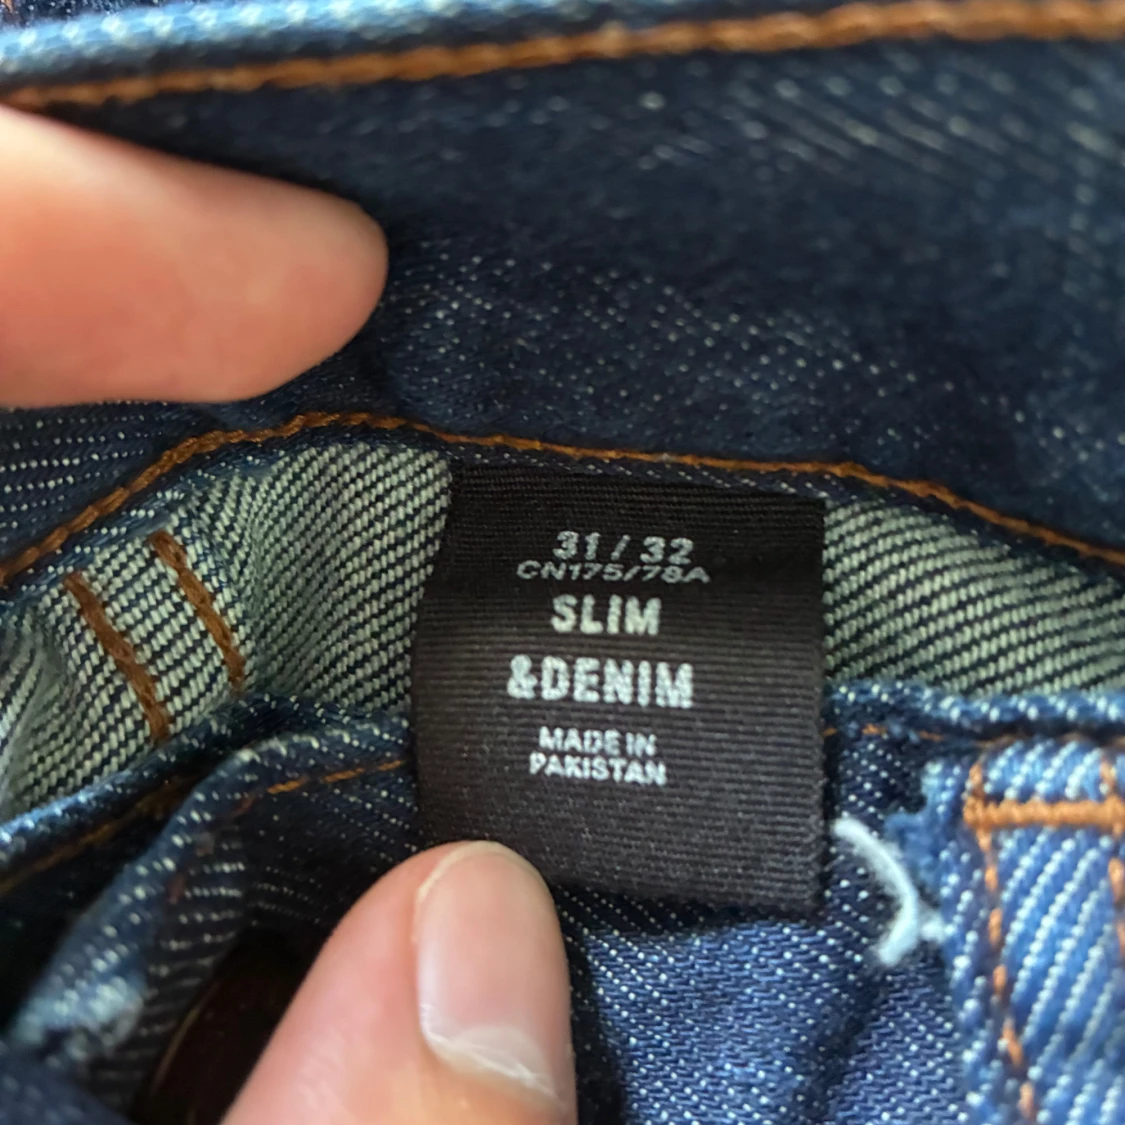 31 / 32
CN175/78A
SLIM
&DENIM
MADE IN
PAKISTAN